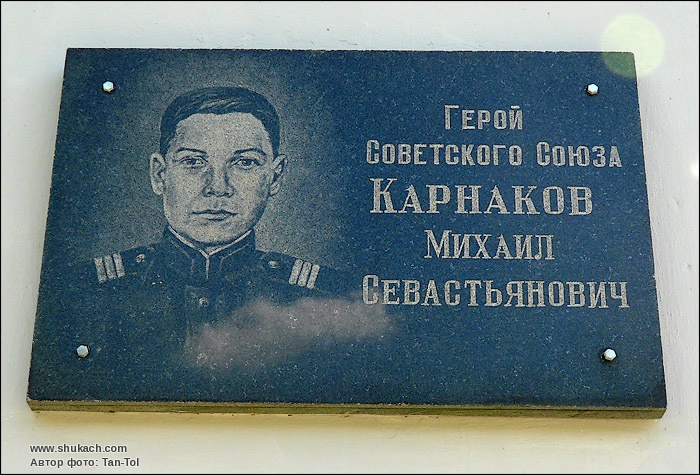 Герой
Советского Союза
Карнаков
Михаил
Севастьянович
www.shukach.com
Автор фото: Tan-Tol